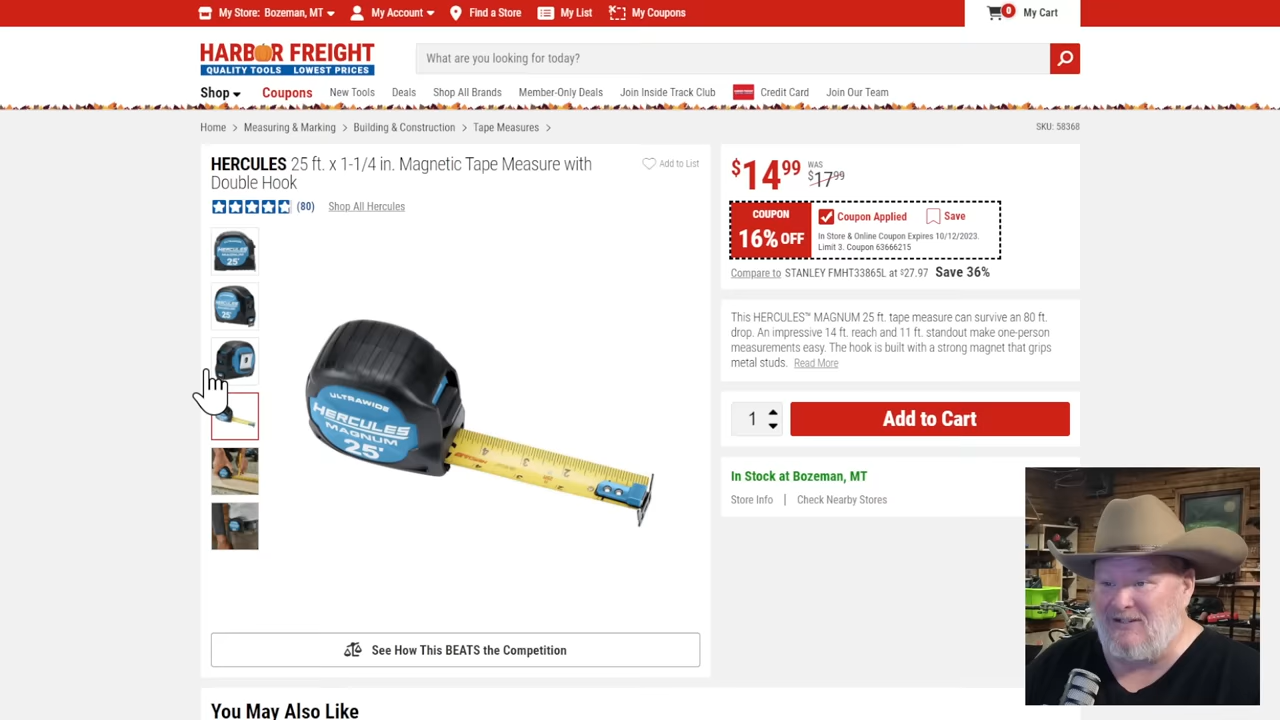 My Store: Bozeman, MT
My Account
Find a Store
My List
My Coupons
0
My Cart
HARBOR FREIGHT
QUALITY TOOLS LOWEST PRICES
What are you looking for today?
Shop
Coupons
New Tools
Deals
Shop All Brands
Member-Only Deals
Join Inside Track Club
Credit Card
Join Our Team
Home > Measuring & Marking > Building & Construction > Tape Measures >
SKU: 58368
HERCULES 25 ft. x 1-1/4 in. Magnetic Tape Measure with
Double Hook
Add to List
(80)
Shop All Hercules
$14.99
WAS
$17.99
COUPON
16% OFF
Coupon Applied
Save
In Store & Online Coupon Expires 10/12/2023.
Limit 3. Coupon 63666215
Compare to STANLEY FMHT33865L at $27.97 Save 36%
This HERCULES™ MAGNUM 25 ft. tape measure can survive an 80 ft.
drop. An impressive 14 ft. reach and 11 ft. standout make one-person
measurements easy. The hook is built with a strong magnet that grips
metal studs. Read More
HERCULES
25'
HERCULES
25'
ULTRAWIDE
HERCULES
MAGNUM
25'
4
3
2
1
Add to Cart
In Stock at Bozeman, MT
Store Info | Check Nearby Stores
See How This BEATS the Competition
You May Also Like